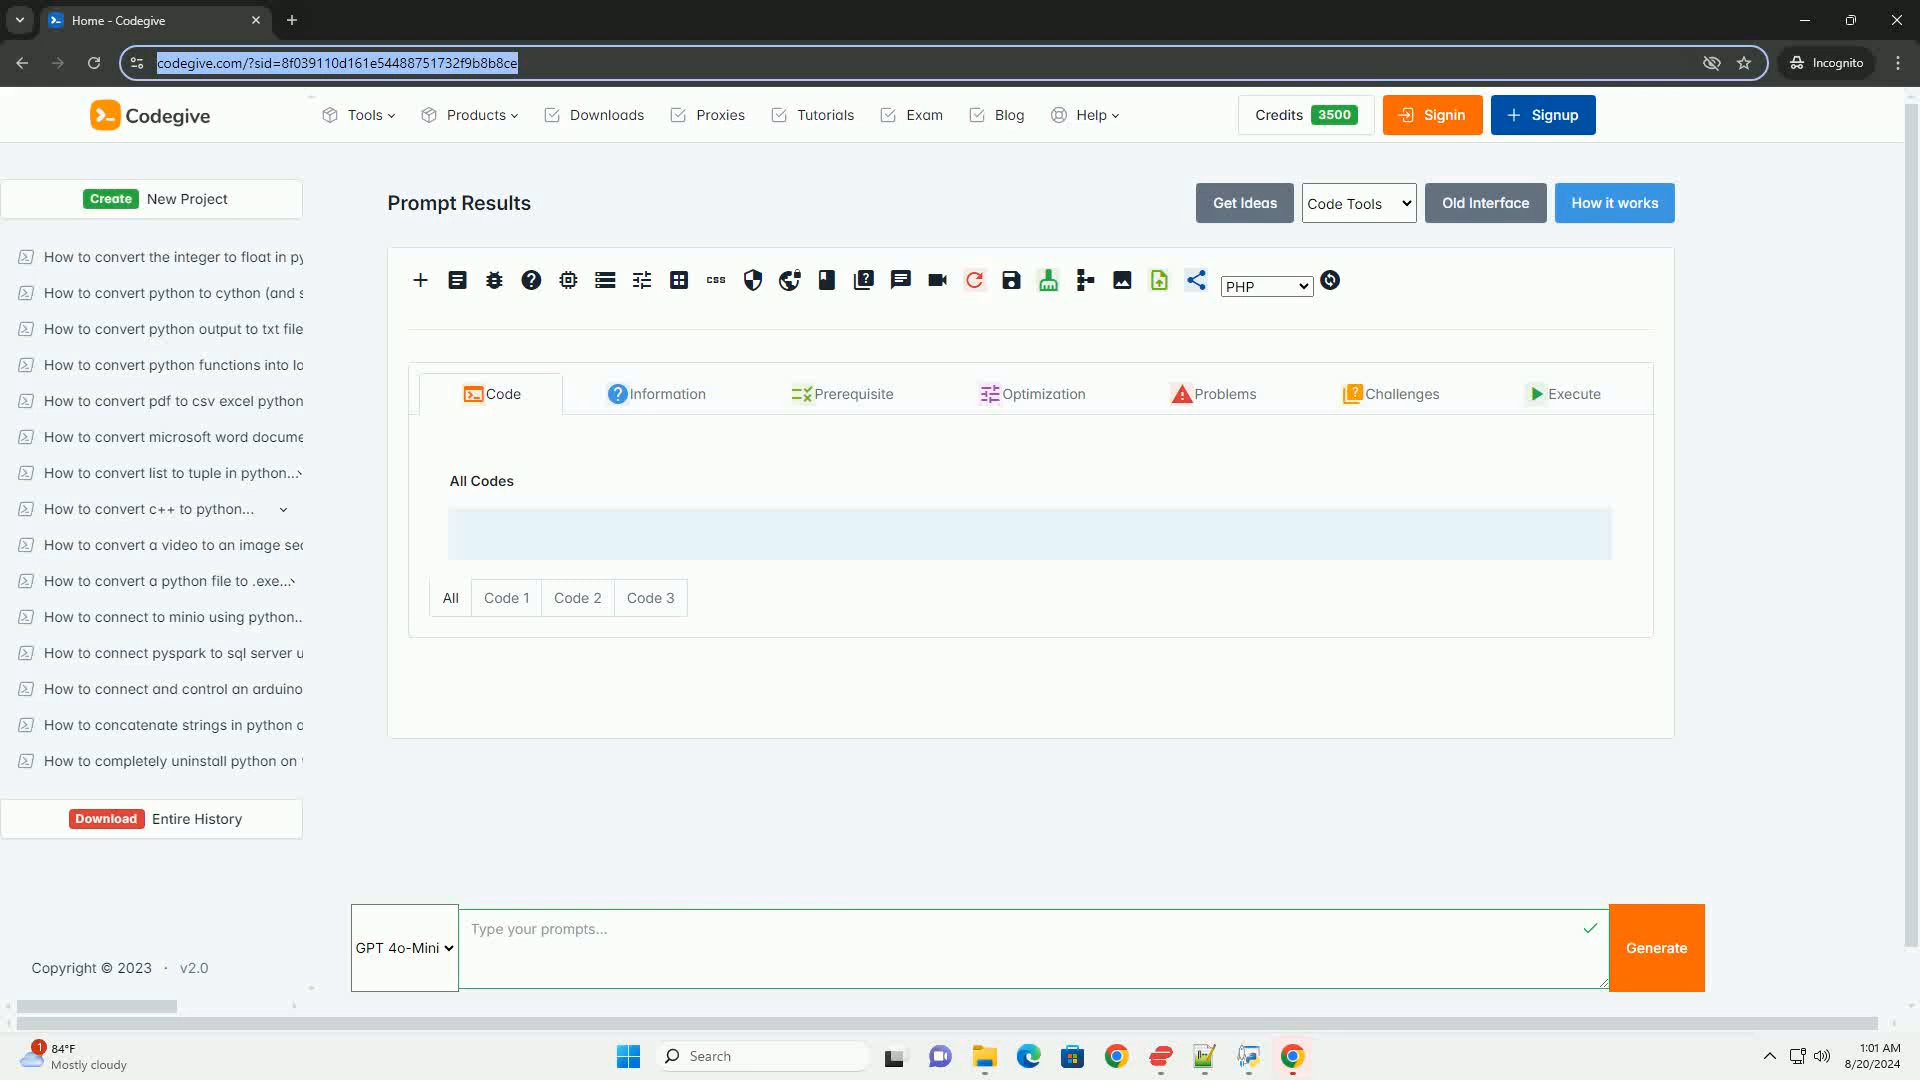 Home - Codegive
codegive.com/?sid=8f039110d161e54488751732f9b8b8ce
Incognito
Codegive
Tools
Products
Downloads
Proxies
Tutorials
Exam
Blog
Help
Credits 3500
Signin
Signup
Create New Project
How to convert the integer to float in py
How to convert python to cython (and s
How to convert python output to txt file
How to convert python functions into la
How to convert pdf to csv excel python
How to convert microsoft word docume
How to convert list to tuple in python...
How to convert c++ to python...
How to convert a video to an image sec
How to convert a python file to .exe...
How to connect to minio using python..
How to connect pyspark to sql server u
How to connect and control an arduino
How to concatenate strings in python a
How to completely uninstall python on
Download Entire History
Copyright © 2023 · v2.0
Prompt Results
Get Ideas
Code Tools
Old Interface
How it works
css
PHP
Code
Information
Prerequisite
Optimization
Problems
Challenges
Execute
All Codes
All
Code 1
Code 2
Code 3
GPT 4o-Mini
Type your prompts...
Generate
1
84°F
Mostly cloudy
Search
1:01 AM
8/20/2024